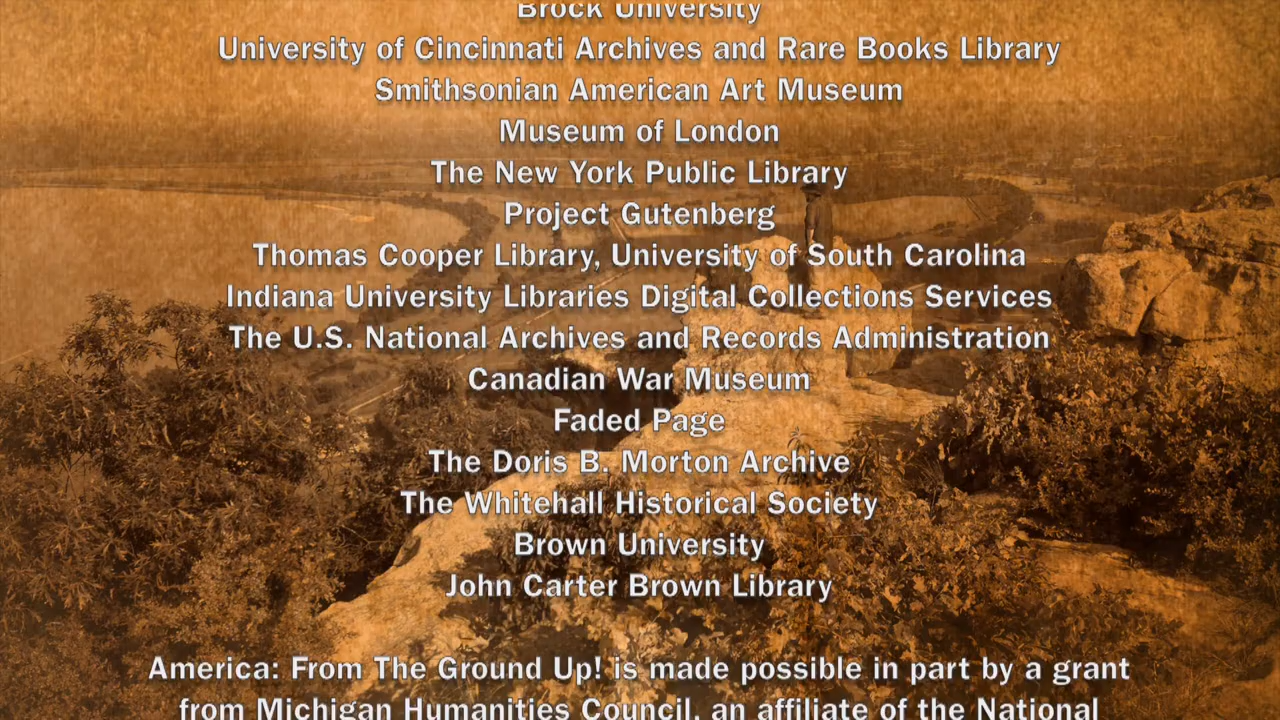 Brock University
University of Cincinnati Archives and Rare Books Library
Smithsonian American Art Museum
Museum of London
The New York Public Library
Project Gutenberg
Thomas Cooper Library, University of South Carolina
Indiana University Libraries Digital Collections Services
The U.S. National Archives and Records Administration
Canadian War Museum
Faded Page
The Doris B. Morton Archive
The Whitehall Historical Society
Brown University
John Carter Brown Library
America: From The Ground Up! is made possible in part by a grant
from Michigan Humanities Council, an affiliate of the National